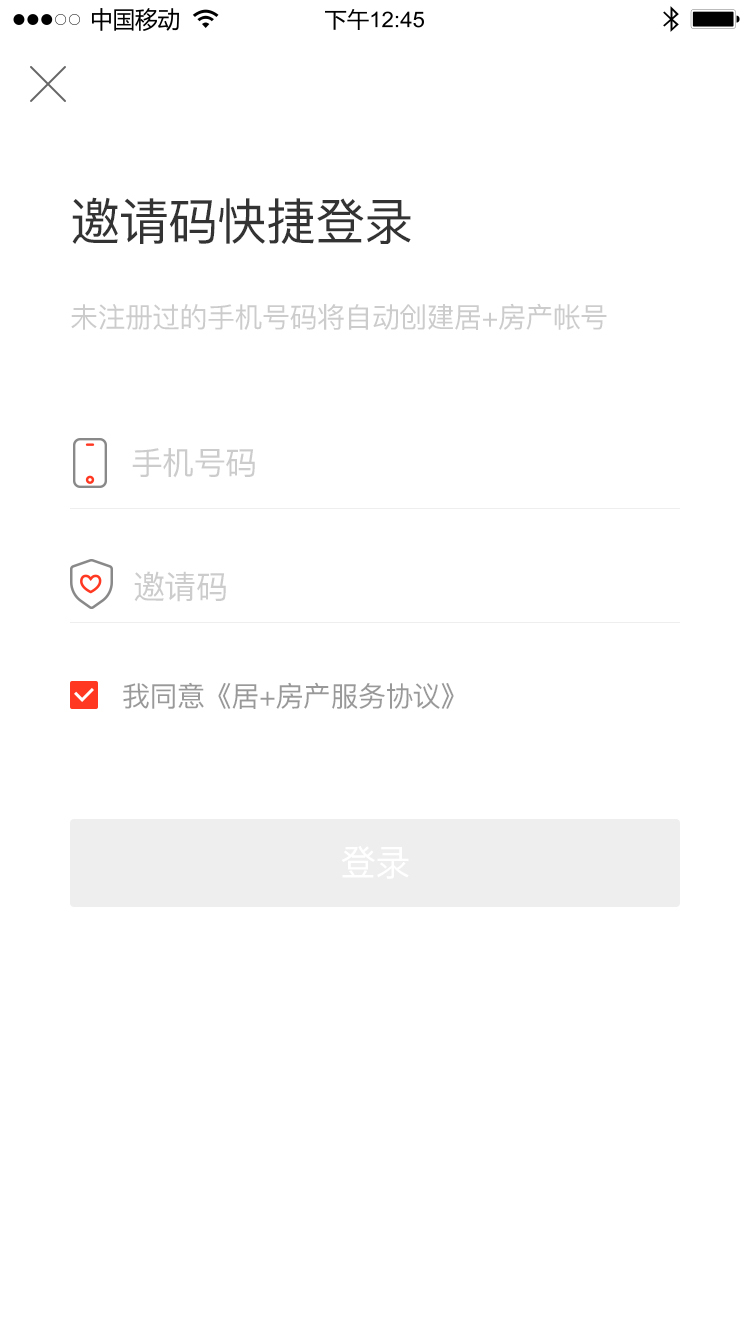 中国移动 下午12:45
邀请码快捷登录
未注册过的手机号码将自动创建居+房产帐号
手机号码
邀请码
我同意《居+房产服务协议》
登录